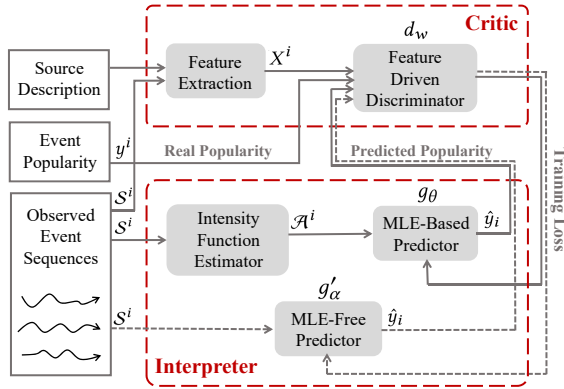 Critic
d_w
Source
Description
Feature
Extraction
X^i
Feature
Driven
Discriminator
Event
Popularity
y^i
Real Popularity
Predicted Popularity
Training Loss
S^i
S^i
Observed
Event
Sequences
Intensity
Function
Estimator
A^i
g_θ
MLE-Based
Predictor
ŷ_i
S^i
g'_α
MLE-Free
Predictor
ŷ_i
Interpreter